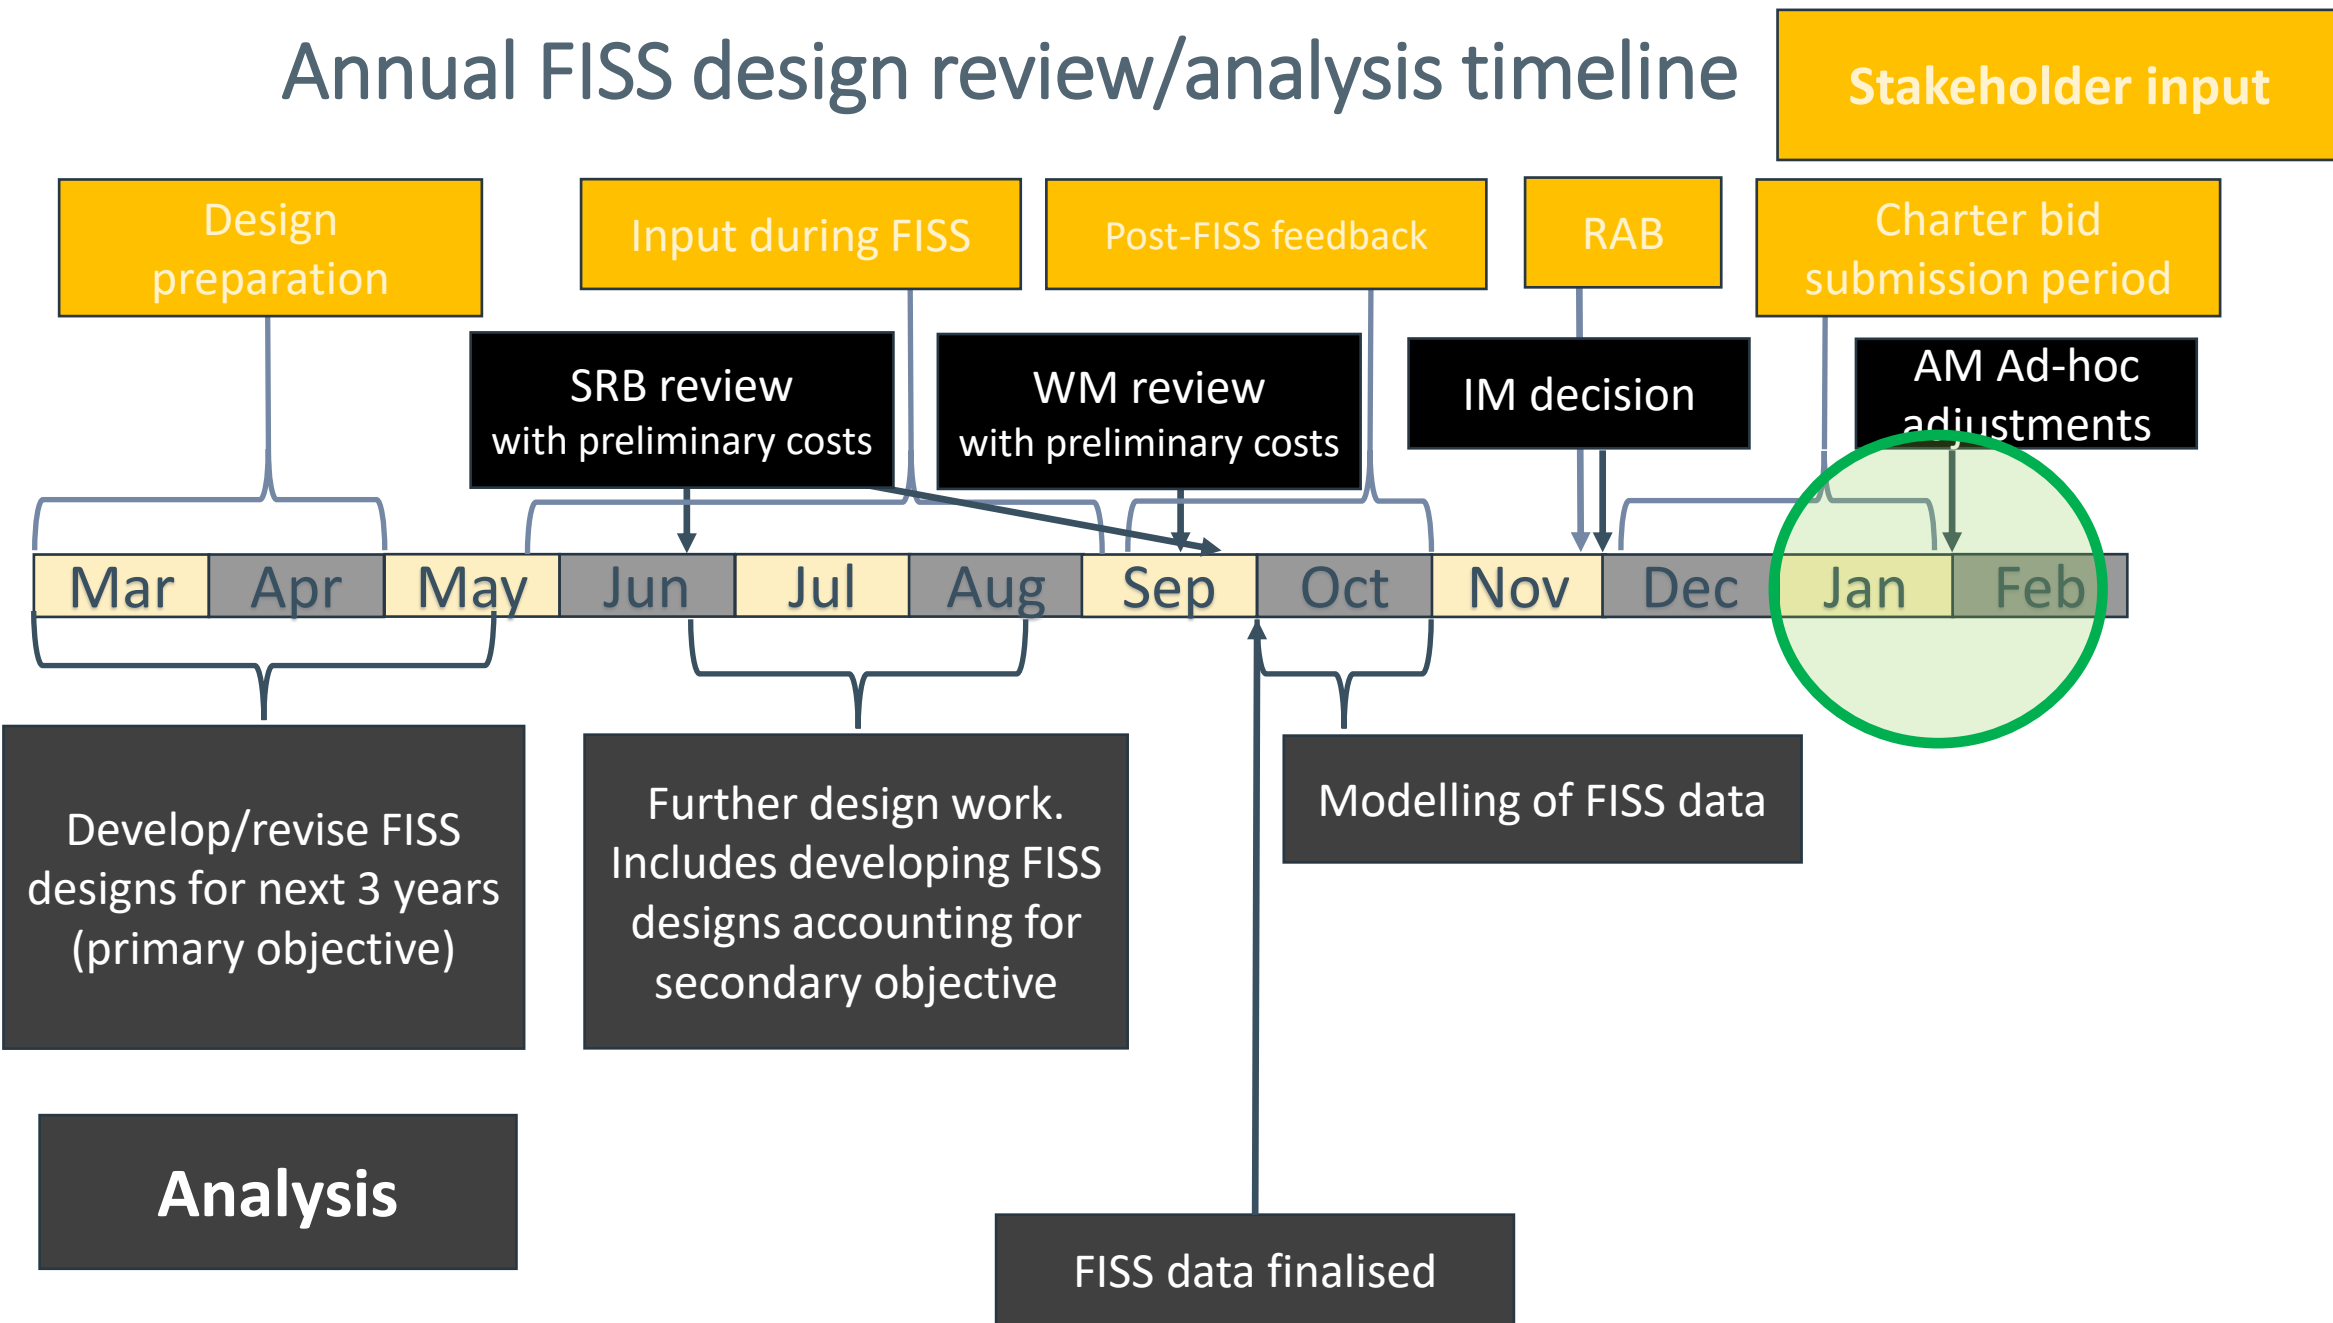 Annual FISS design review/analysis timeline
Stakeholder input
Design
preparation
Input during FISS
Post-FISS feedback
RAB
Charter bid
submission period
SRB review
with preliminary costs
WM review
with preliminary costs
IM decision
AM Ad-hoc
adjustments
Mar Apr May Jun Jul Aug Sep Oct Nov Dec Jan Feb
Develop/revise FISS
designs for next 3 years
(primary objective)
Further design work.
Includes developing FISS
designs accounting for
secondary objective
Modelling of FISS data
Analysis
FISS data finalised